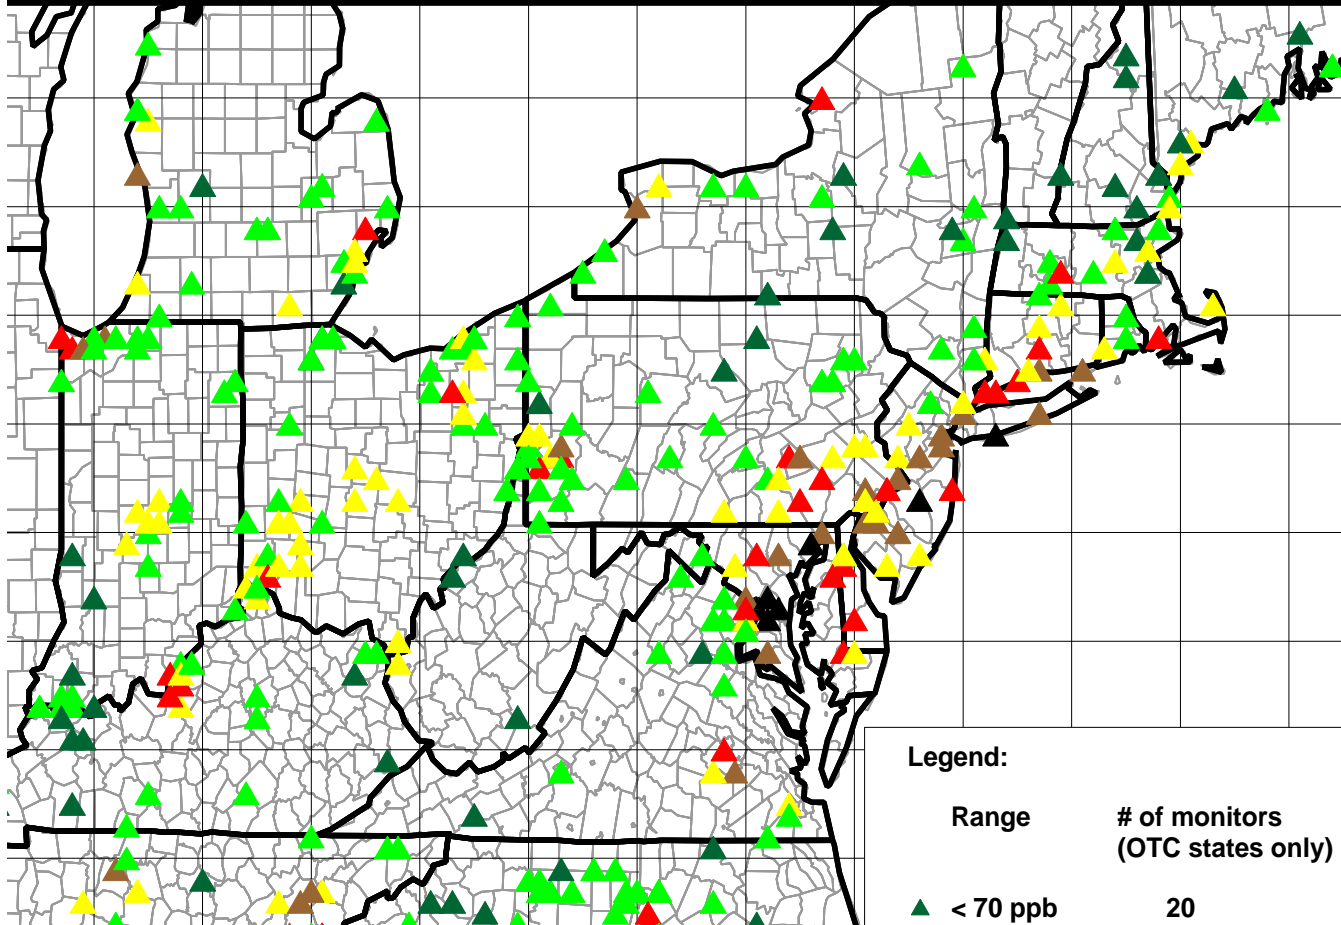 Legend:
Range # of monitors
(OTC states only)
< 70 ppb 20